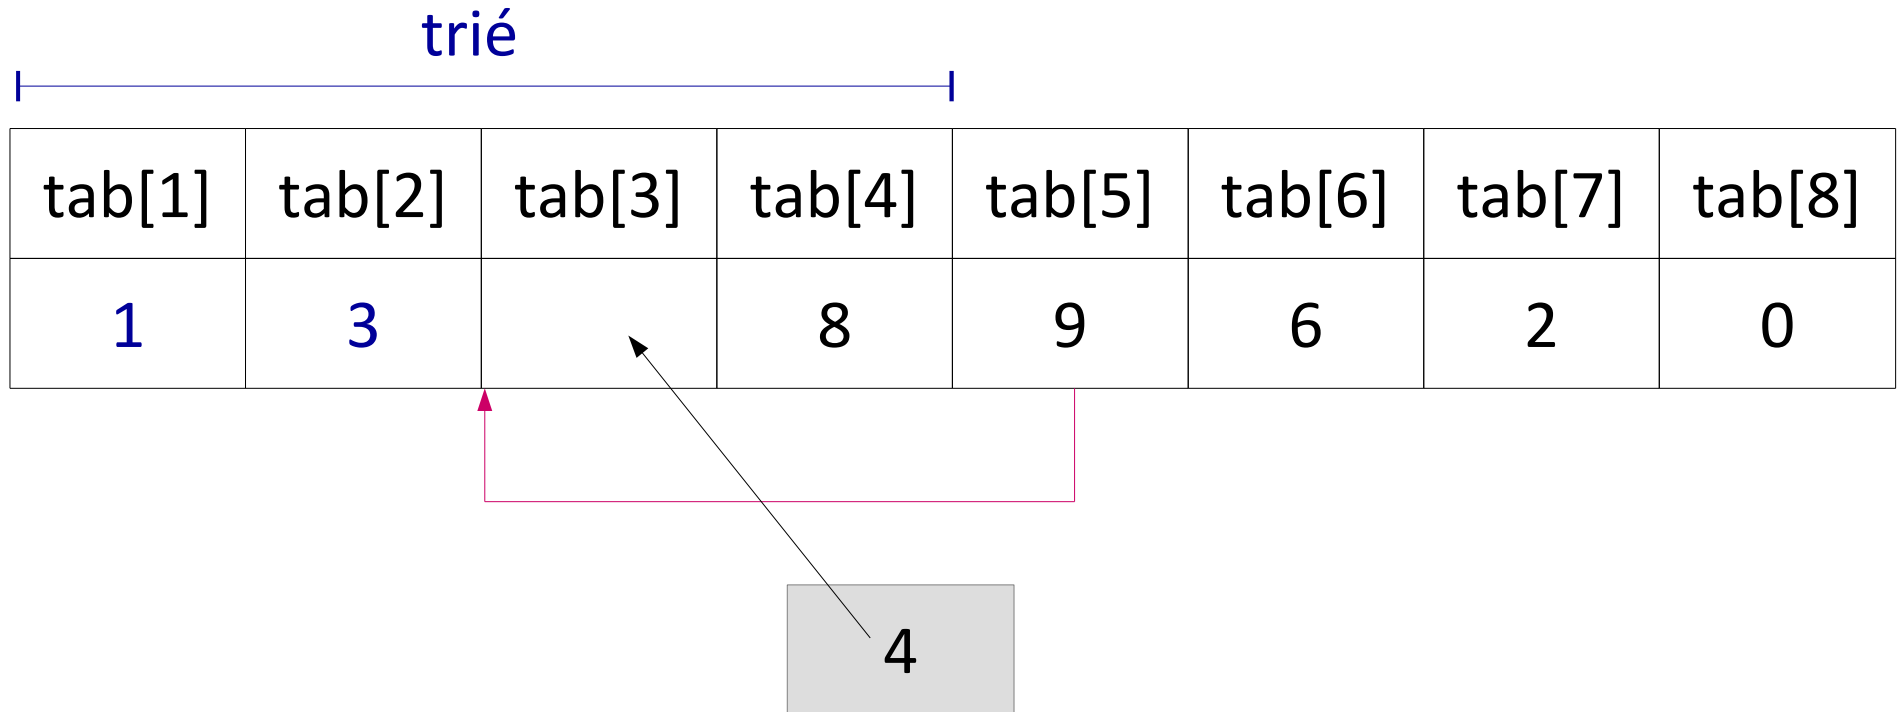 trié
tab[1] tab[2] tab[3] tab[4] tab[5] tab[6] tab[7] tab[8]
1 3 8 9 6 2 0
4